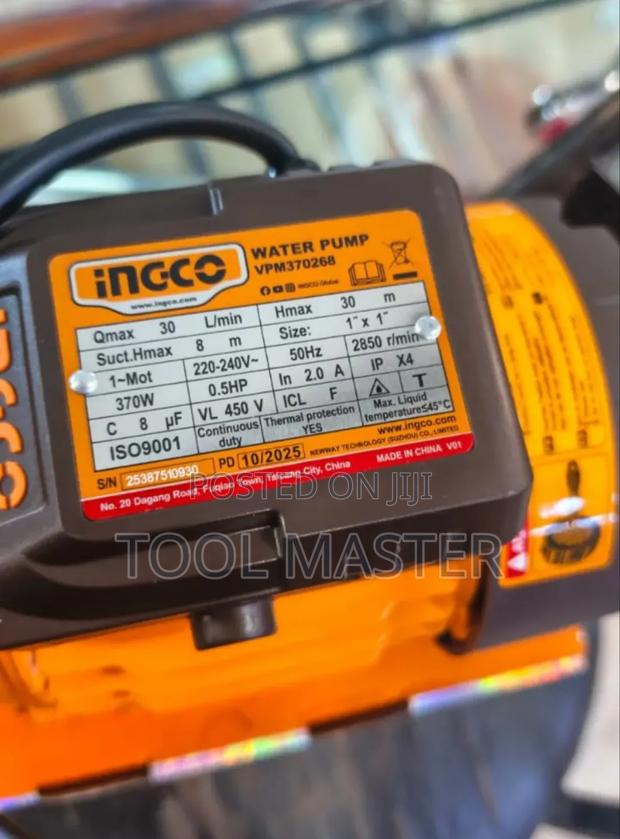 INGCO
www.ingco.com
WATER PUMP
VPM370268
INGCO Global
Qmax 30 L/min Hmax 30 m
Suct.Hmax 8 m Size: 1"x 1"
1~Mot 220-240V~ 50Hz 2850 r/min
370W 0.5HP In 2.0 A IP X4
C 8 µF VL 450 V ICL F T
ISO9001 Continuous duty Thermal protection YES Max. Liquid temperature≤45°C
www.ingco.com
S/N 25387510930 PD 10/2025 NEWWAY TECHNOLOGY (SUZHOU) CO., LIMITED
No. 20 Dagang Road, Fuqiao Town, Taicang City, China MADE IN CHINA V01
POSTED ON JIJI
TOOL MASTER